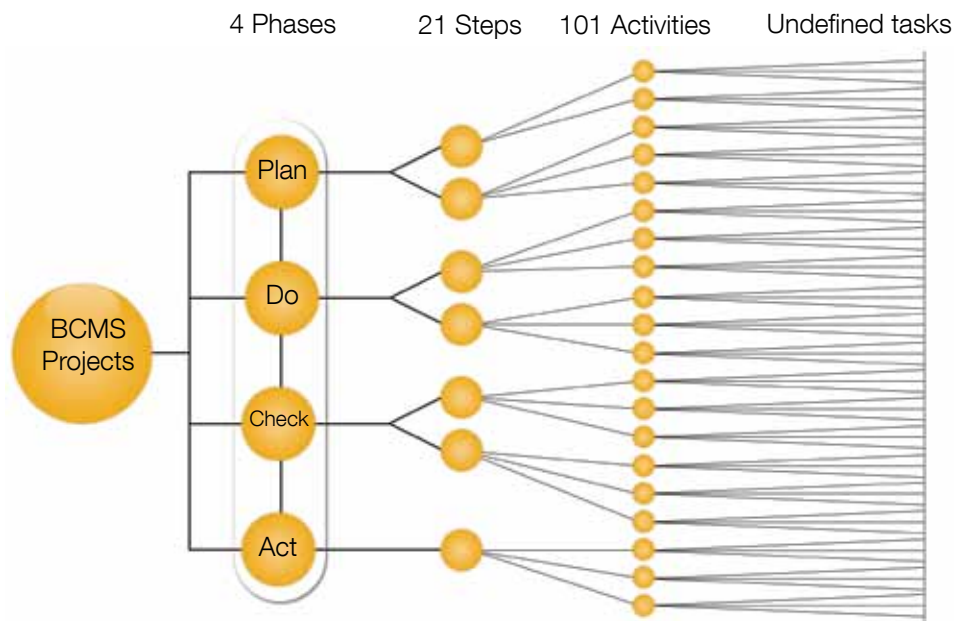 4 Phases
21 Steps
101 Activities
Undefined tasks
Plan
Do
BCMS
Projects
Check
Act